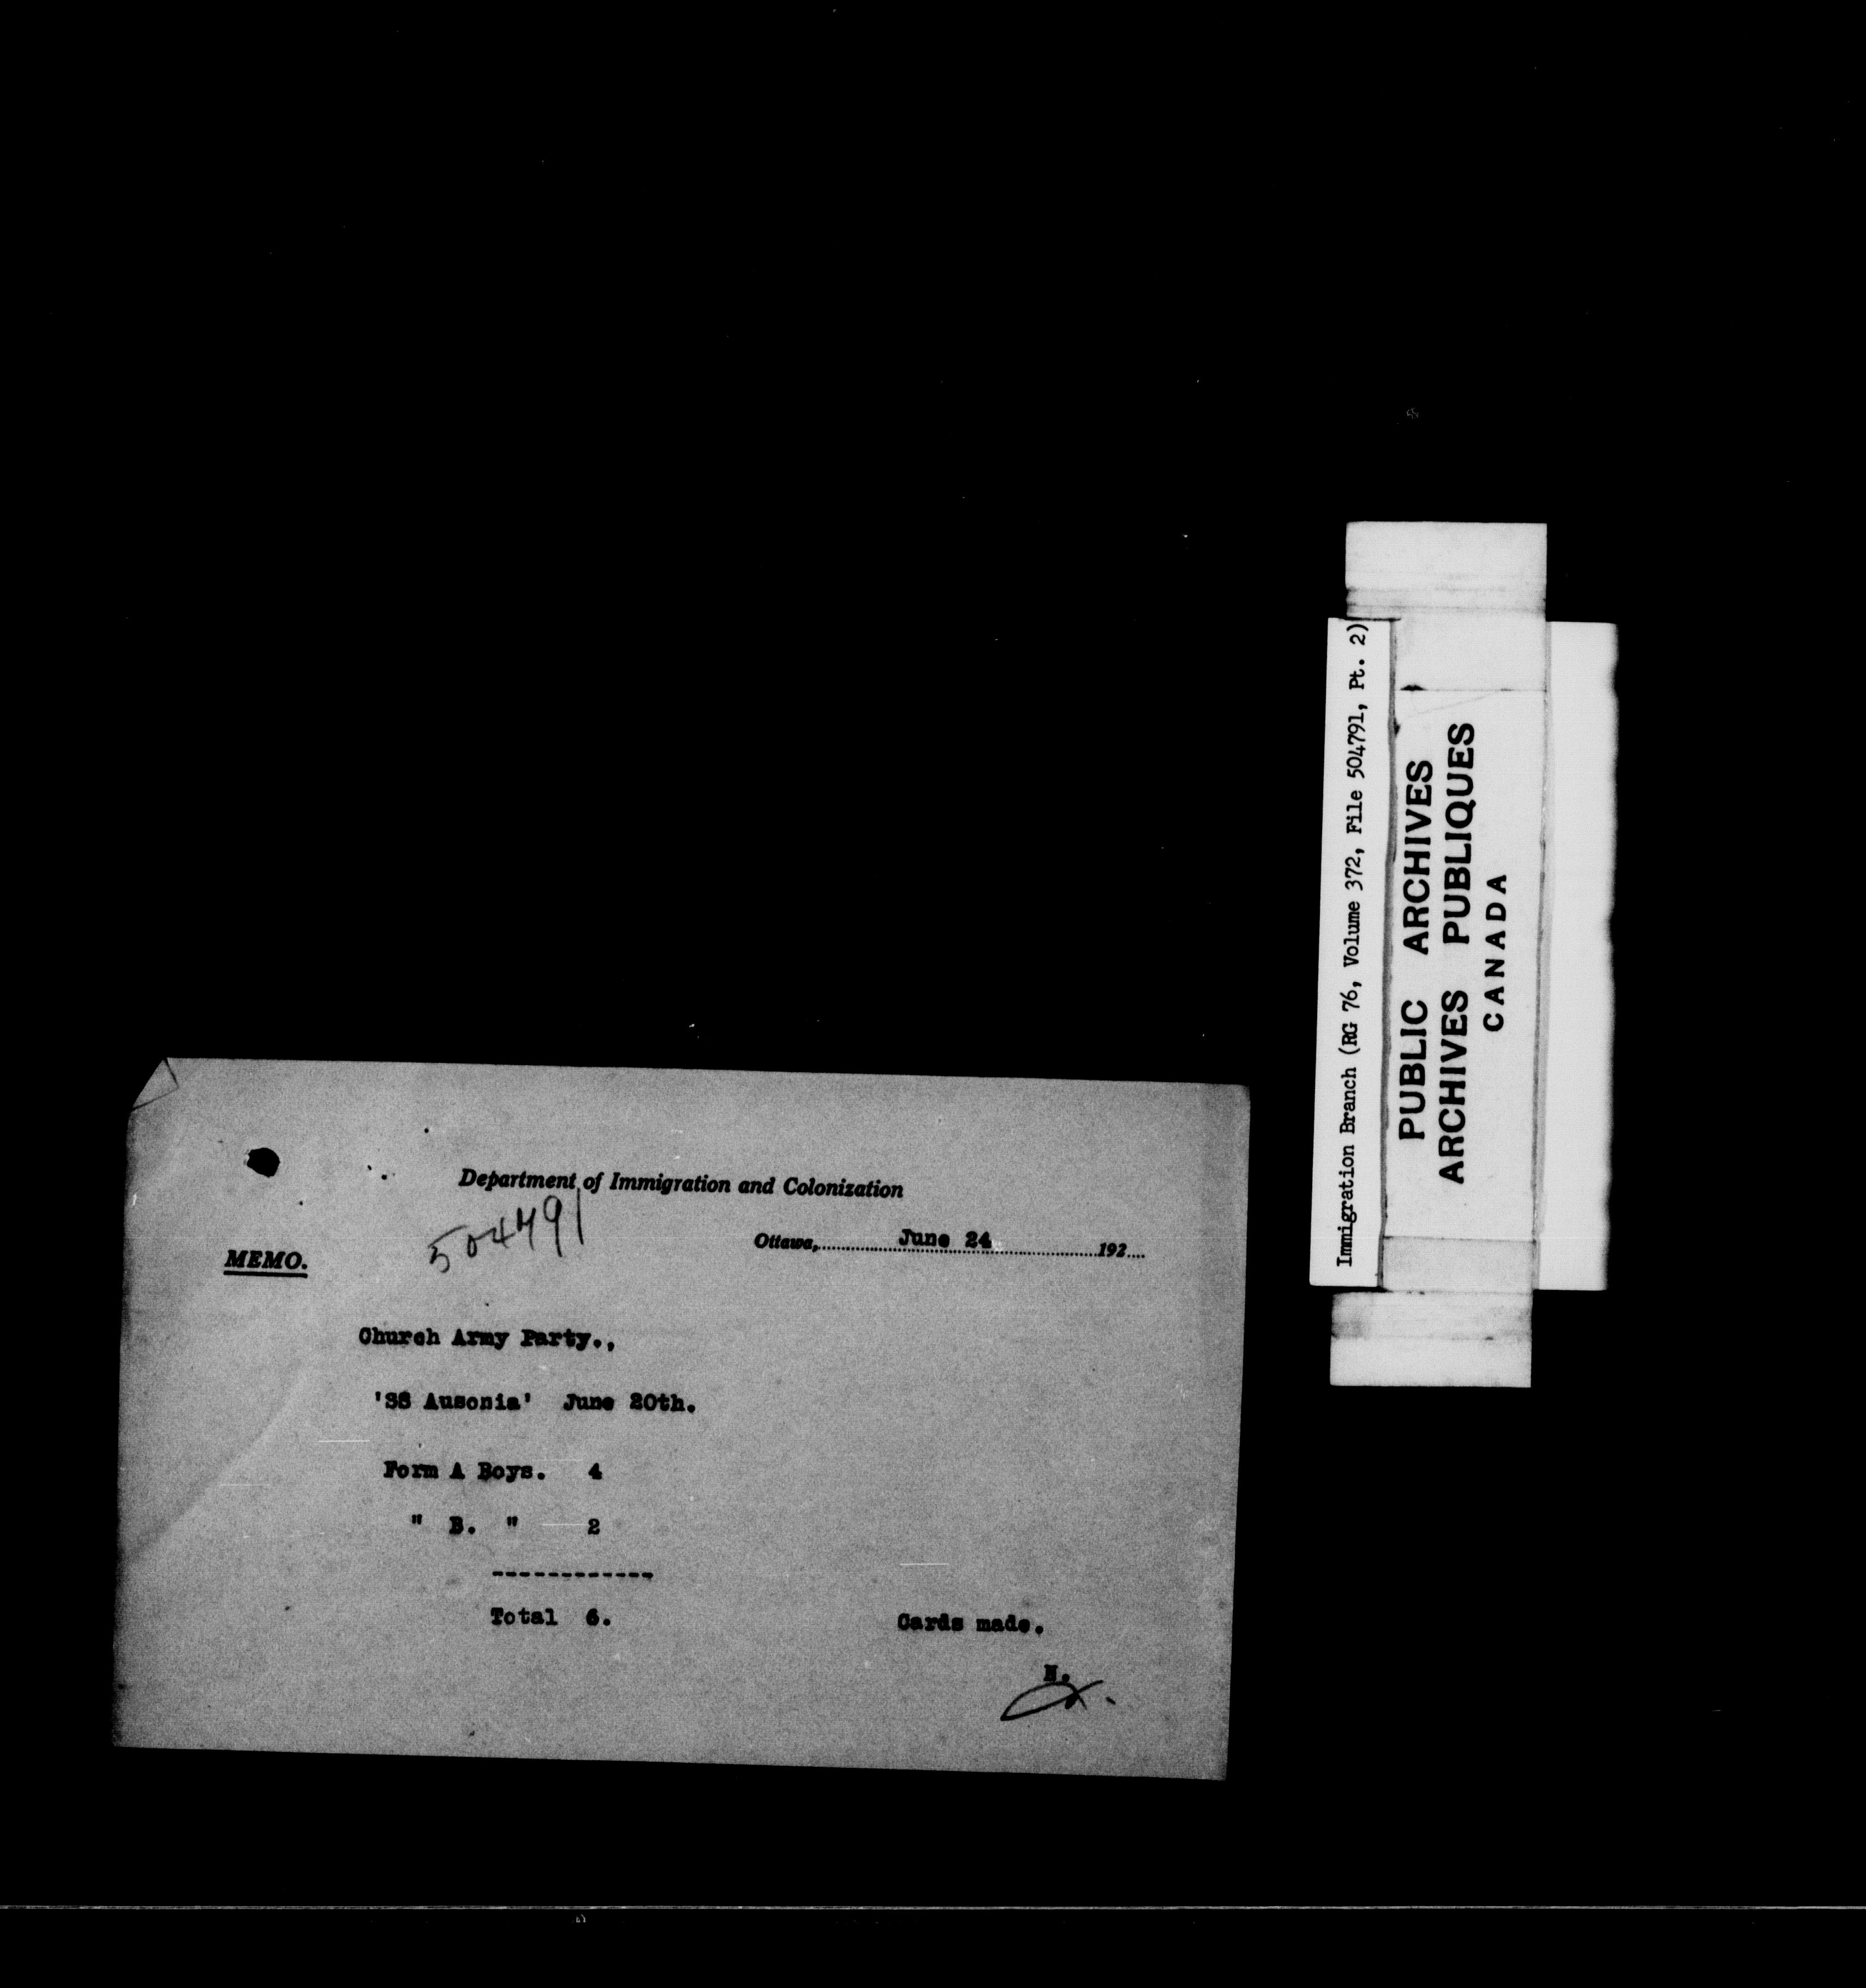 Department of Immigration and Colonization
504791
Ottawa, June 24 192
MEMO.
Church Army Party.,
'SS Ausonia' June 20th.
Form A Boys. 4
" B. " 2
-------------
Total 6.
Cards made.
N.
Immigration Branch (RG 76, Volume 372, File 504791, Pt. 2)
PUBLIC ARCHIVES
ARCHIVES PUBLIQUES
CANADA